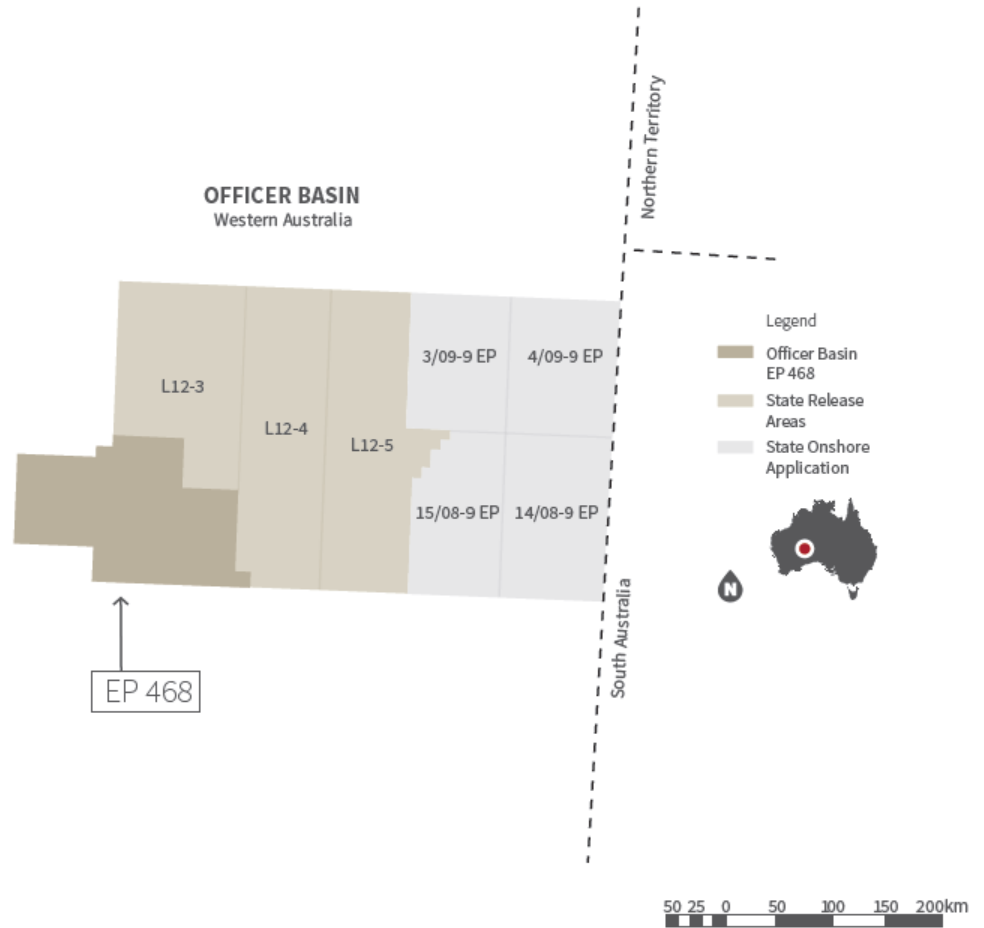 Northern Territory
OFFICER BASIN
Western Australia
3/09-9 EP
4/09-9 EP
L12-3
L12-4
L12-5
15/08-9 EP
14/08-9 EP
South Australia
EP 468
Legend
Officer Basin
EP 468
State Release
Areas
State Onshore
Application
N
50 25 0 50 100 150 200km